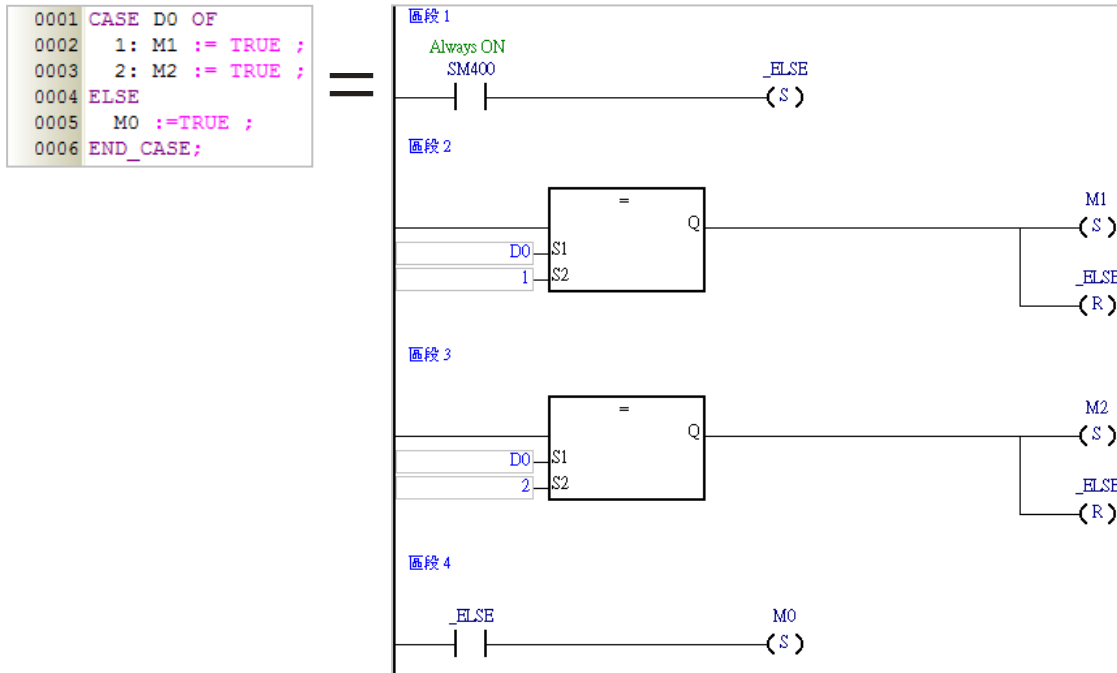 0001 CASE D0 OF
0002 1: M1 := TRUE ;
0003 2: M2 := TRUE ;
0004 ELSE
0005 M0 :=TRUE ;
0006 END_CASE;
=
區段 1
Always ON
SM400 _ELSE
( S )
區段 2
= M1
Q ( S )
D0 S1
1 S2 _ELSE
( R )
區段 3
= M2
Q ( S )
D0 S1
2 S2 _ELSE
( R )
區段 4
_ELSE M0
( S )